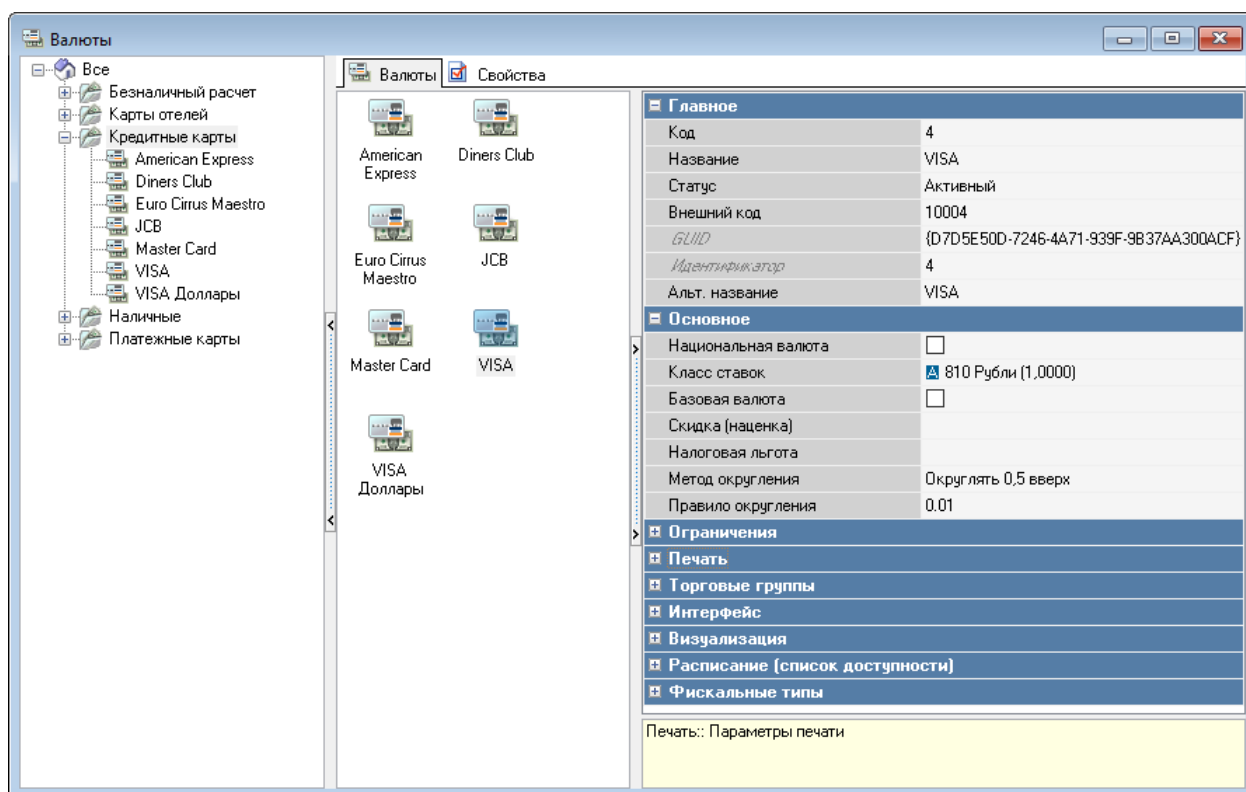 Валюты
Все
Безналичный расчет
Карты отелей
Кредитные карты
American Express
Diners Club
Euro Cirrus Maestro
JCB
Master Card
VISA
VISA Доллары
Наличные
Платежные карты
Валюты
Свойства
American
Express
Diners Club
Euro Cirrus
Maestro
JCB
Master Card
VISA
VISA
Доллары
Главное
Код 4
Название VISA
Статус Активный
Внешний код 10004
GUID {D7D5E50D-7246-4A71-939F-9B37AA300ACF}
Идентификатор 4
Альт. название VISA
Основное
Национальная валюта
Класс ставок A 810 Рубли (1,0000)
Базовая валюта
Скидка (наценка)
Налоговая льгота
Метод округления Округлять 0,5 вверх
Правило округления 0.01
Ограничения
Печать
Торговые группы
Интерфейс
Визуализация
Расписание (список доступности)
Фискальные типы
Печать:: Параметры печати